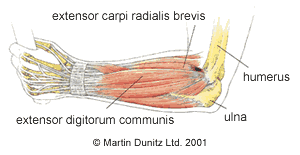 extensor carpi radialis brevis
humerus
extensor digitorum communis
ulna
© Martin Dunitz Ltd. 2001